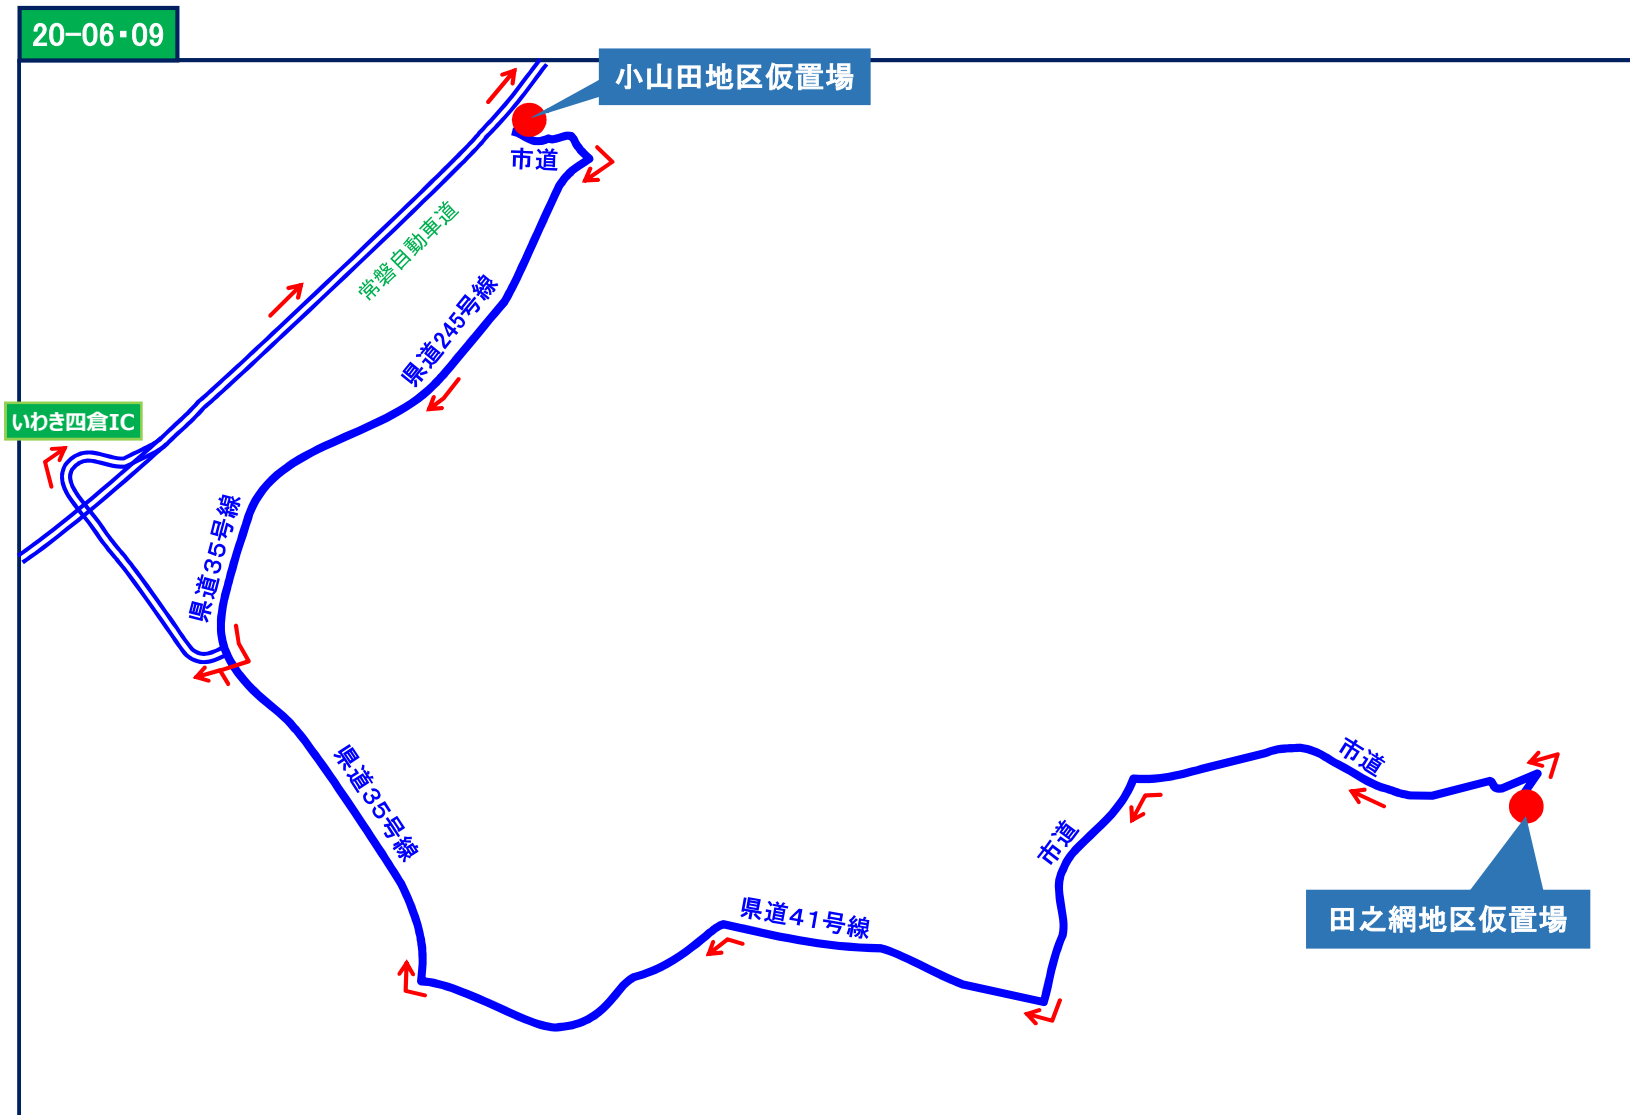 20-06・09
小山田地区仮置場
市道
常磐自動車道
県道245号線
いわき四倉IC
県道35号線
県道35号線
市道
市道
県道41号線
田之網地区仮置場